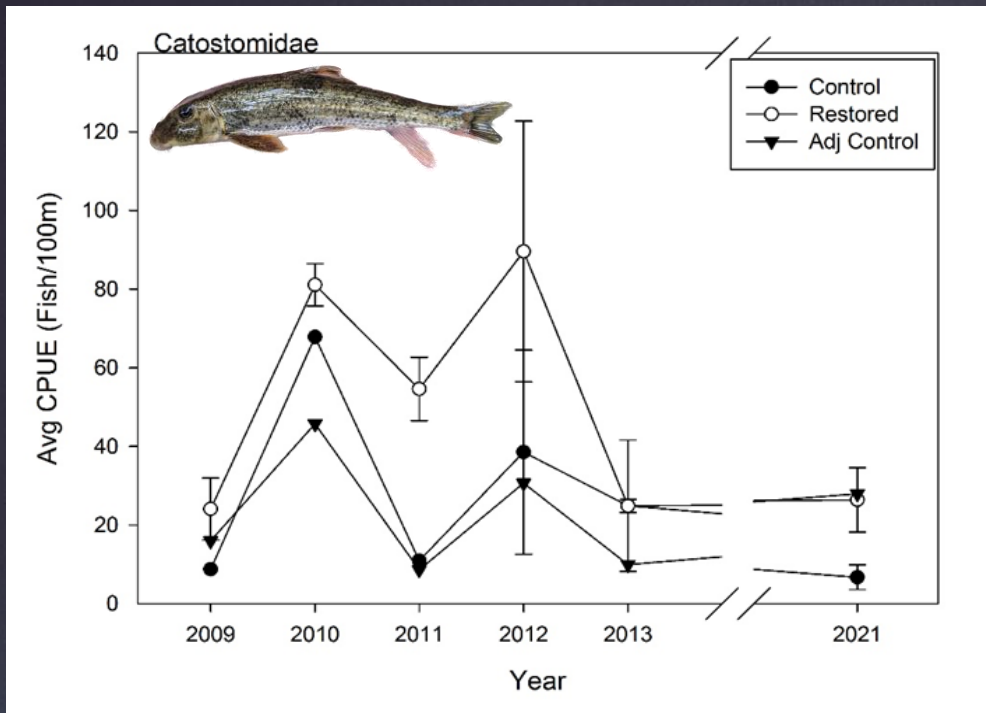 Catostomidae
140
120
100
80
60
40
20
0
Avg CPUE (Fish/100m)
Control
Restored
Adj Control
2009 2010 2011 2012 2013 2021
Year